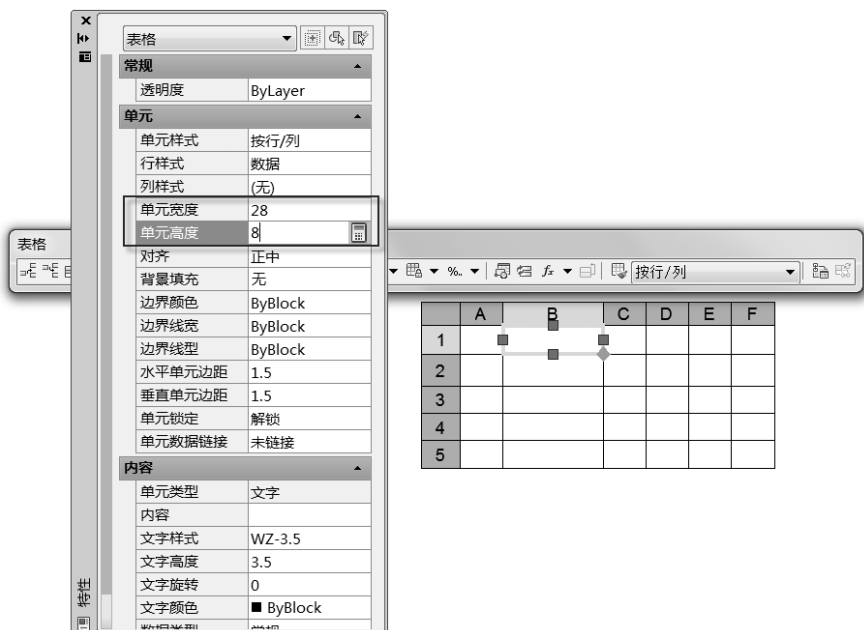 表格
常规
透明度 ByLayer
单元
单元样式 按行/列
行样式 数据
列样式 (无)
单元宽度 28
单元高度 8
对齐 正中
背景填充 无
边界颜色 ByBlock
边界线宽 ByBlock
边界线型 ByBlock
水平单元边距 1.5
垂直单元边距 1.5
单元锁定 解锁
单元数据链接 未链接
内容
单元类型 文字
内容
文字样式 WZ-3.5
文字高度 3.5
文字旋转 0
文字颜色 ByBlock
数据类型 常规
特性
表格
%..
fx
按行/列
A B C D E F
1
2
3
4
5